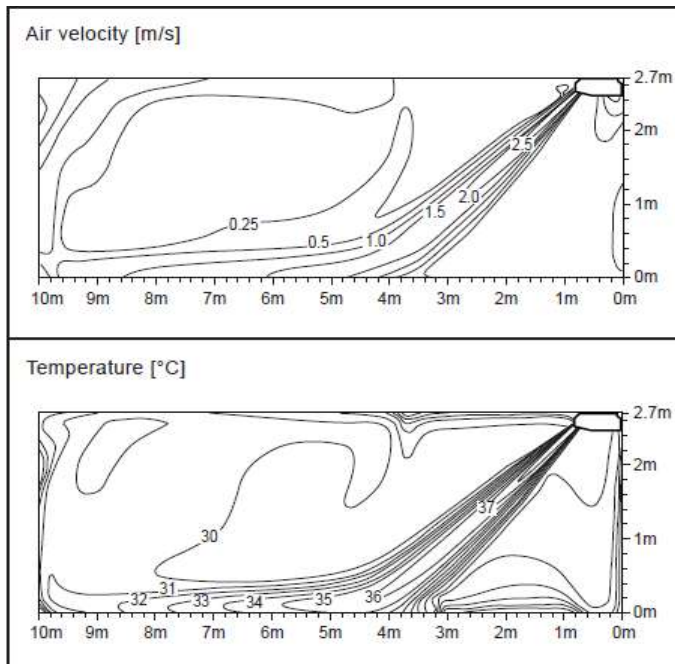 Air velocity [m/s]
2.7m
2m
2.5
2.0
1.5
1m
0.25
0.5
1.0
0m
10m 9m 8m 7m 6m 5m 4m 3m 2m 1m 0m
Temperature [°C]
2.7m
2m
37
30
1m
31
32 33 34 35 36
0m
10m 9m 8m 7m 6m 5m 4m 3m 2m 1m 0m